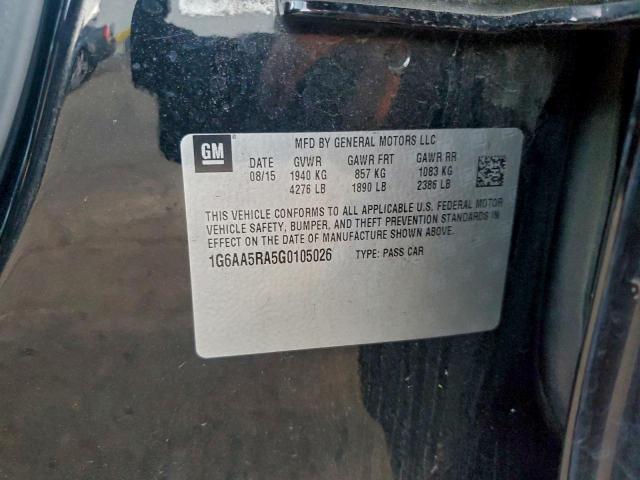 GM
MFD BY GENERAL MOTORS LLC
DATE GVWR GAWR FRT GAWR RR
08/15 1940 KG 857 KG 1083 KG
4276 LB 1890 LB 2386 LB
THIS VEHICLE CONFORMS TO ALL APPLICABLE U.S. FEDERAL MOTOR
VEHICLE SAFETY, BUMPER, AND THEFT PREVENTION STANDARDS IN
EFFECT ON THE DATE OF MANUFACTURE SHOWN ABOVE.
1G6AA5RA5G0105026 TYPE: PASS CAR